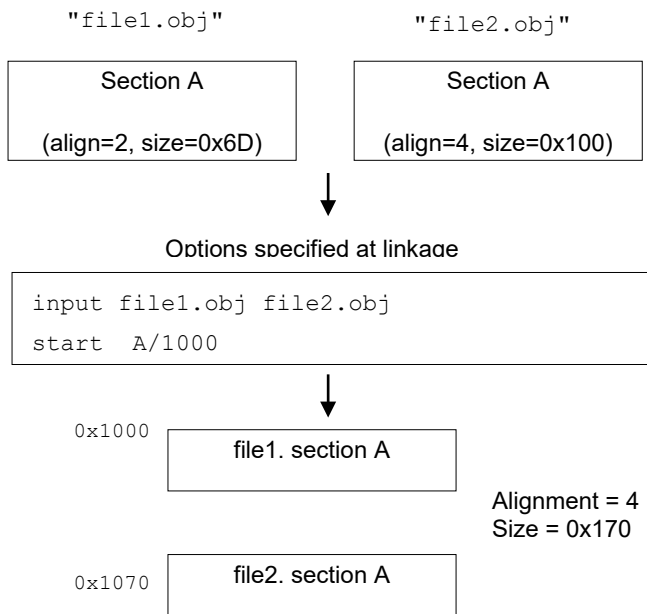 "file1.obj" "file2.obj"
Section A Section A
(align=2, size=0x6D) (align=4, size=0x100)
Options specified at linkage
input file1.obj file2.obj
start A/1000
0x1000 file1. section A
Alignment = 4
Size = 0x170
0x1070 file2. section A